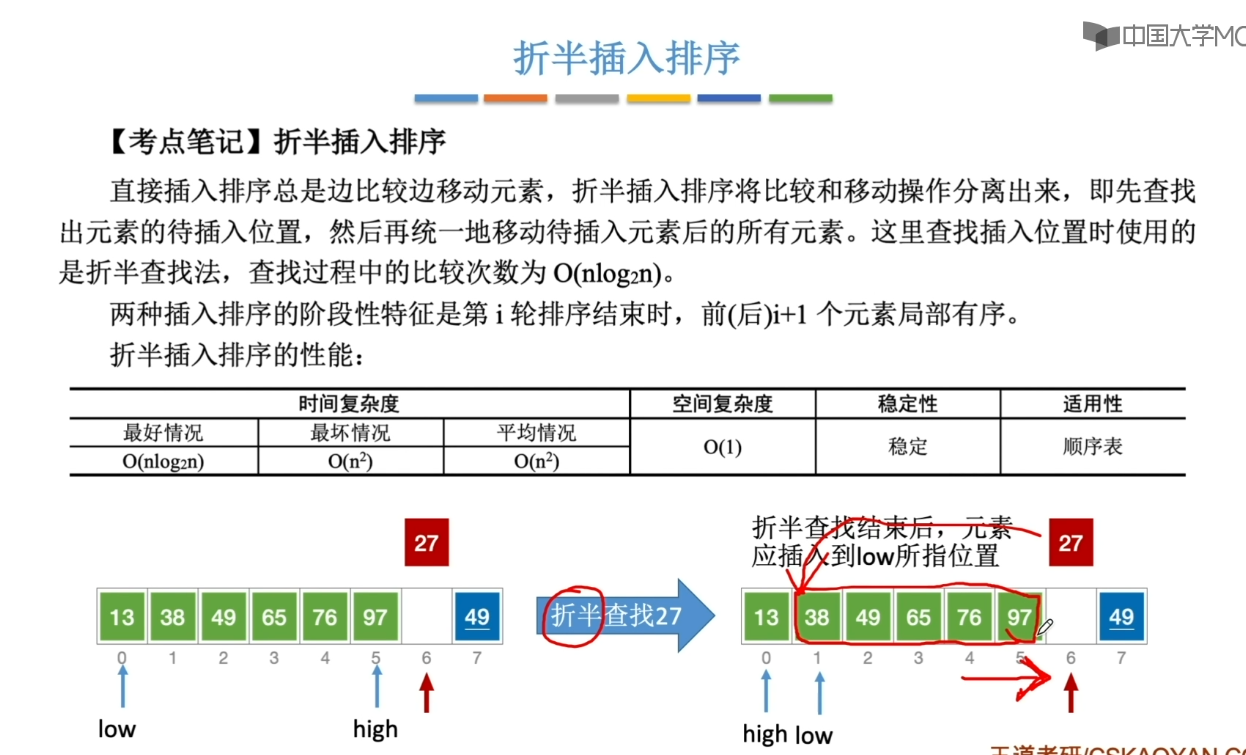 中国大学MO
折半插入排序
【考点笔记】折半插入排序
直接插入排序总是边比较边移动元素，折半插入排序将比较和移动操作分离出来，即先查找
出元素的待插入位置，然后再统一地移动待插入元素后的所有元素。这里查找插入位置时使用的
是折半查找法，查找过程中的比较次数为 O(nlog₂n)。
两种插入排序的阶段性特征是第 i 轮排序结束时，前(后)i+1 个元素局部有序。
折半插入排序的性能：
时间复杂度 空间复杂度 稳定性 适用性
最好情况 最坏情况 平均情况 O(1) 稳定 顺序表
O(nlog₂n) O(n²) O(n²)
折半查找结束后，元素
应插入到low所指位置
27 27
13 38 49 65 76 97 49 折半查找27 13 38 49 65 76 97 49
0 1 2 3 4 5 6 7 0 1 2 3 4 5 6 7
low high high low
王道考研/CSKAOYAN.CO